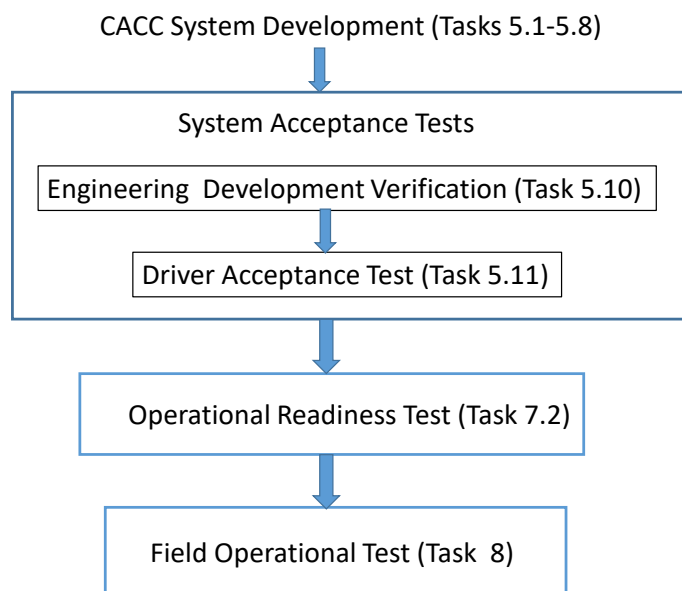 CACC System Development (Tasks 5.1-5.8)
System Acceptance Tests
Engineering  Development Verification (Task 5.10)
Driver Acceptance Test (Task 5.11)
Operational Readiness Test (Task 7.2)
Field Operational Test (Task  8)